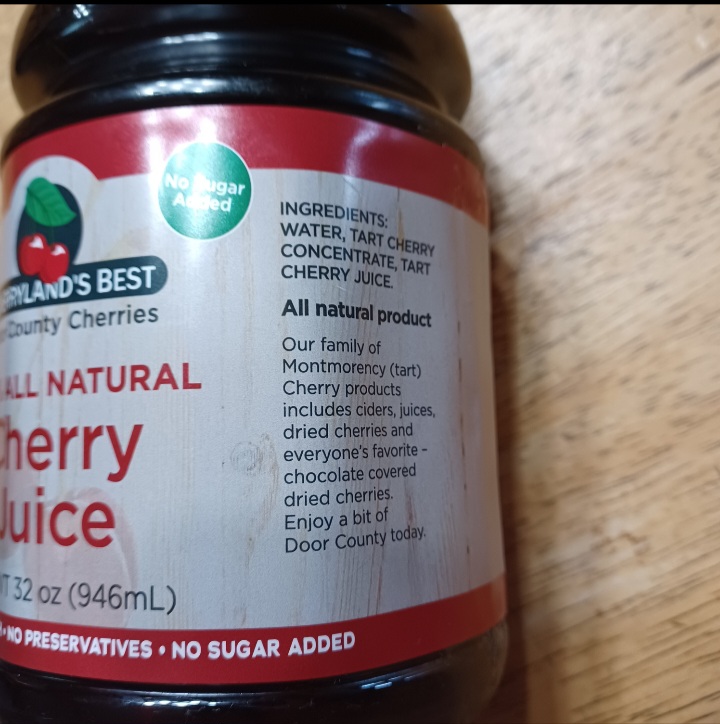 No Sugar
Added
RYLAND'S BEST
County Cherries
ALL NATURAL
Cherry
Juice
32 oz (946mL)
• NO PRESERVATIVES • NO SUGAR ADDED
INGREDIENTS:
WATER, TART CHERRY
CONCENTRATE, TART
CHERRY JUICE.
All natural product
Our family of
Montmorency (tart)
Cherry products
includes ciders, juices,
dried cherries and
everyone's favorite -
chocolate covered
dried cherries.
Enjoy a bit of
Door County today.